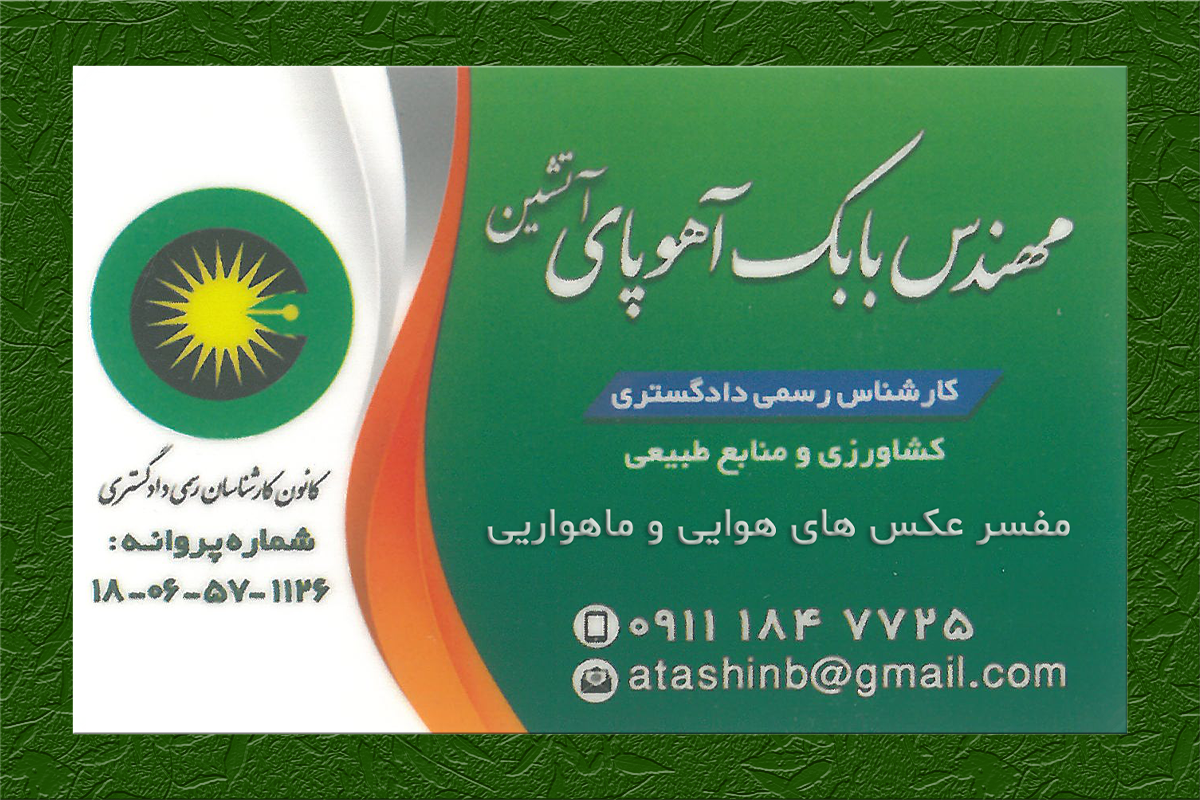 مهندس بابک آهوپای آتشین
کارشناس رسمی دادگستری
کشاورزی و منابع طبیعی
مفسر عکس های هوایی و ماهواریی
۰۹۱۱ ۱۸۴ ۷۷۲۵
atashinb@gmail.com
کانون کارشناسان رسمی دادگستری
شماره پروانه:
۱۸-۰۶-۵۷-۱۱۲۶